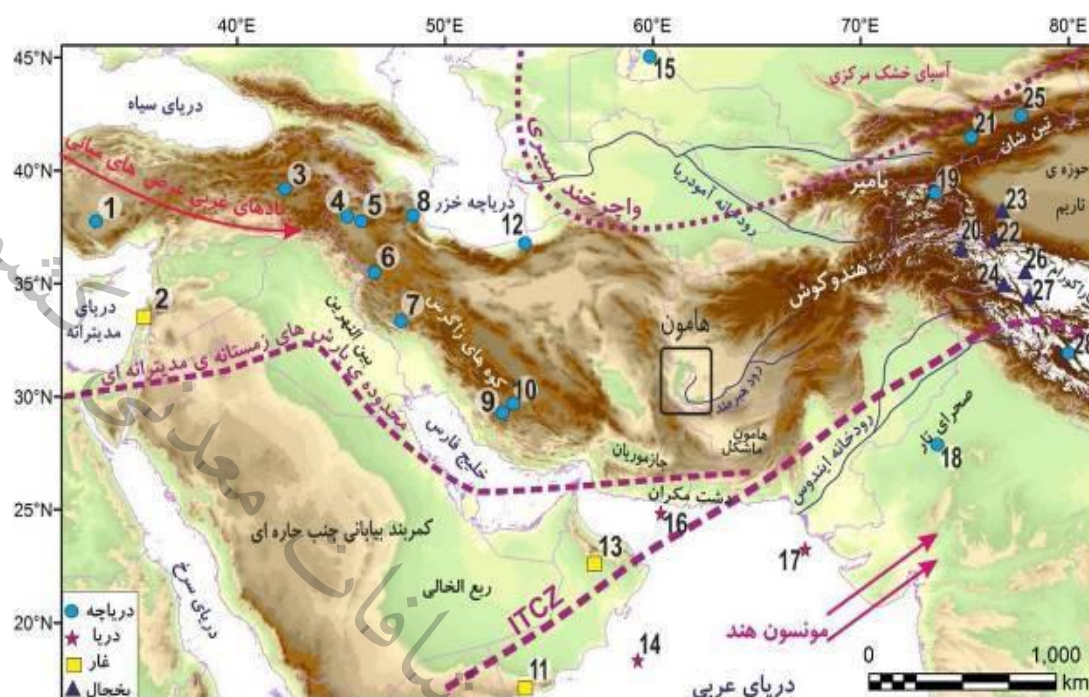 40°E 50°E 60°E 70°E 80°E
45°N
40°N
35°N
30°N
25°N
20°N
دریای سیاه
بادهای غربی عرض های میانی
دریاچه خزر
واچرخند سیبری
رودخانه آمودریا
آسیای خشک مرکزی
تین شان
پامیر
حوزه ی
تاریم
هندوکوش
قراکورام
دریای
مدیترانه
بین النهرین
کوه های زاگرس
هامون
رود هیرمند
محدوده ی بارش های زمستانه ی مدیترانه ای
خلیج فارس
جازموریان
هامون
ماشکل
دشت مکران
رودخانه ایندوس
صحرای تار
کمربند بیابانی جنب حاره ای
ربع الخالی
دریای سرخ
ITCZ
مونسون هند
دریای عربی
1
2
3
4
5
6
7
8
9
10
11
12
13
14
15
16
17
18
19
20
21
22
23
24
25
26
27
28
دریاچه
دریا
غار
یخچال
0 1,000
km